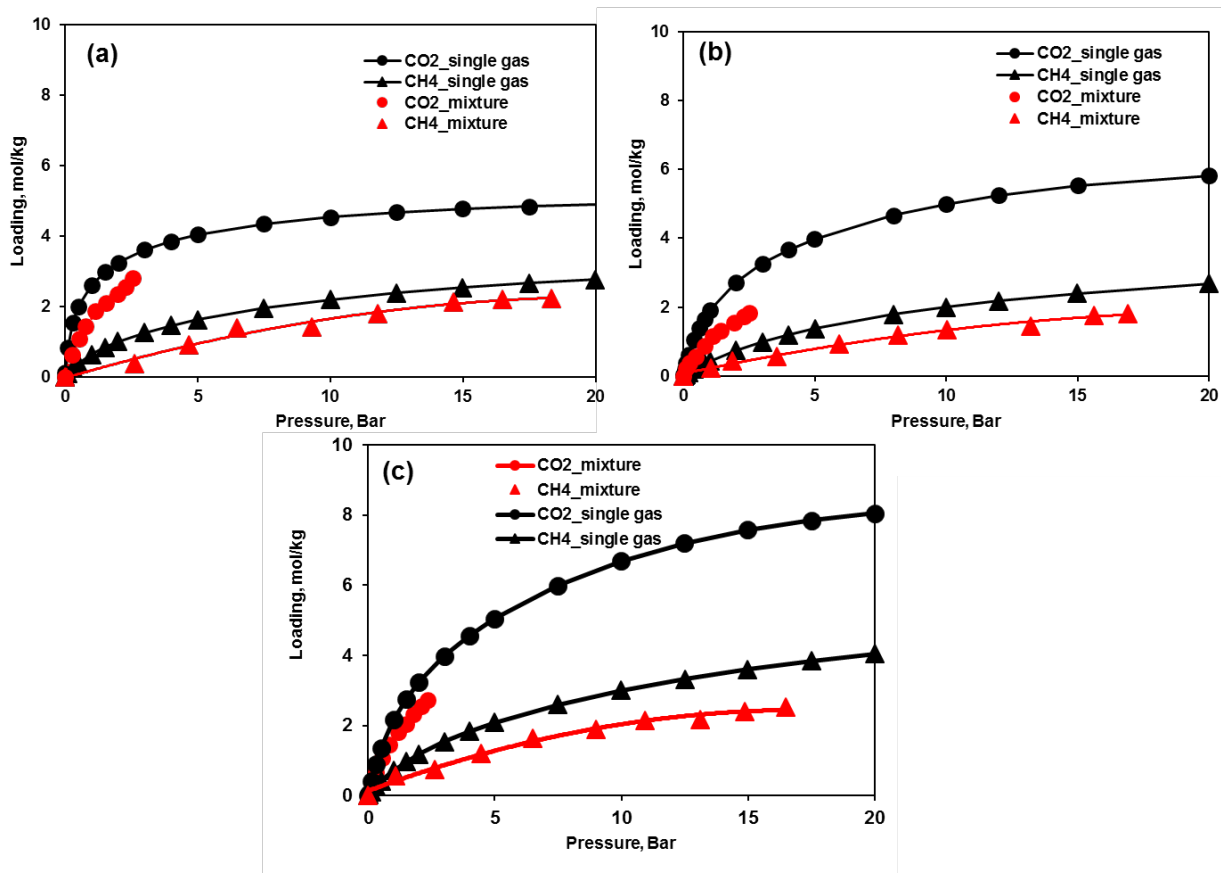 (a)
CO2_single gas
CH4_single gas
CO2_mixture
CH4_mixture
10
8
6
4
2
0
Loading, mol/kg
0 5 10 15 20
Pressure, Bar
(b)
CO2_single gas
CH4_single gas
CO2_mixture
CH4_mixture
10
8
6
4
2
0
Loading, mol/kg
0 5 10 15 20
Pressure, Bar
(c)
CO2_mixture
CH4_mixture
CO2_single gas
CH4_single gas
10
8
6
4
2
0
Loading, mol/kg
0 5 10 15 20
Pressure, Bar